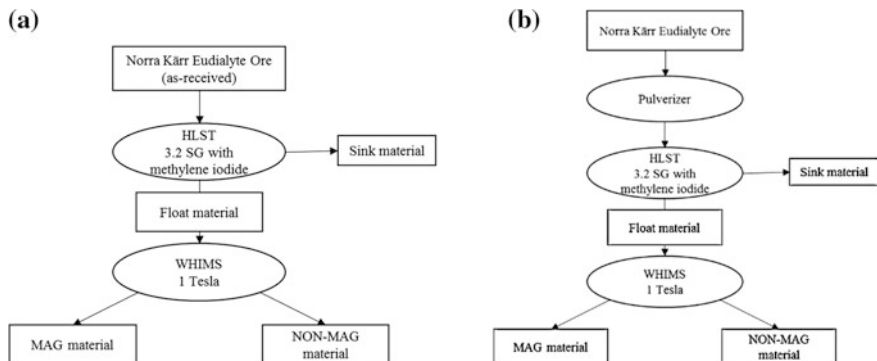 (a)
Norra Kärr Eudialyte Ore
(as-received)
HLST
3.2 SG with
methylene iodide
Sink material
Float material
WHIMS
1 Tesla
MAG material
NON-MAG
material
(b)
Norra Kärr Eudialyte Ore
Pulverizer
HLST
3.2 SG with
methylene iodide
Sink material
Float material
WHIMS
1 Tesla
MAG material
NON-MAG
material